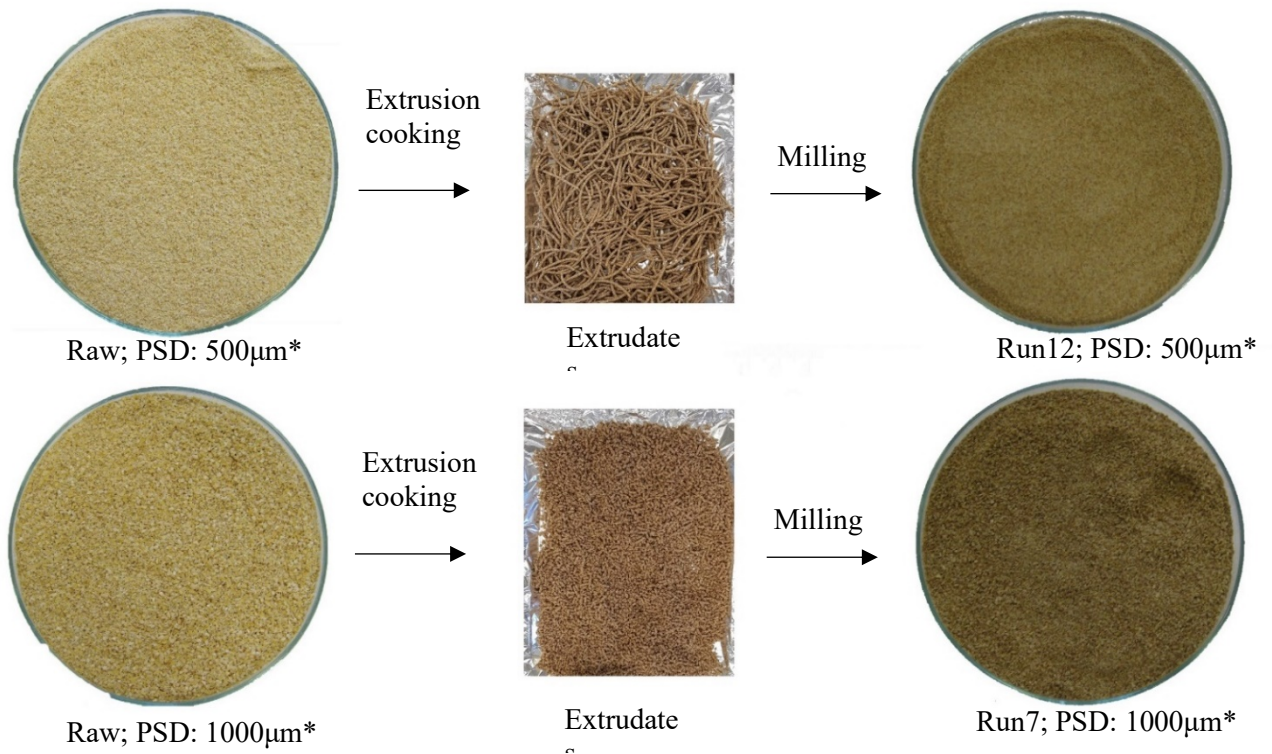 Extrusion
cooking
Milling
Extrudate
Raw; PSD: 500μm*
Run12; PSD: 500μm*
Extrusion
cooking
Milling
Extrudate
Raw; PSD: 1000μm*
Run7; PSD: 1000μm*